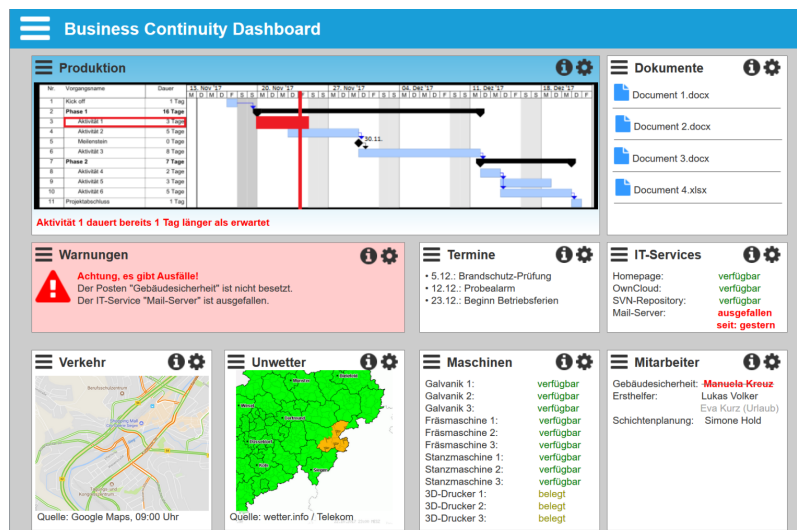 Business Continuity Dashboard
Produktion
Nr. Vorgangsname Dauer 13. Nov '17 20. Nov '17 27. Nov '17 04. Dez '17 11. Dez '17 18. Dez '17
M D M D F S S M D M D F S S M D M D F S S M D M D F S S M D M D F S S M D M D F
1 Kick off 1 Tag
2 Phase 1 16 Tage
3 Aktivität 1 3 Tage
4 Aktivität 2 5 Tage
5 Meilenstein 0 Tage 30.11.
6 Aktivität 3 8 Tage
7 Phase 2 7 Tage
8 Aktivität 4 2 Tage
9 Aktivität 5 3 Tage
10 Aktivität 6 5 Tage
11 Projektabschluss 1 Tag
Aktivität 1 dauert bereits 1 Tag länger als erwartet
Dokumente
Document 1.docx
Document 2.docx
Document 3.docx
Document 4.xlsx
Warnungen
Achtung, es gibt Ausfälle!
Der Posten "Gebäudesicherheit" ist nicht besetzt.
Der IT-Service "Mail-Server" ist ausgefallen.
Termine
• 5.12.: Brandschutz-Prüfung
• 12.12.: Probealarm
• 23.12.: Beginn Betriebsferien
IT-Services
Homepage: verfügbar
OwnCloud: verfügbar
SVN-Repository: verfügbar
Mail-Server: ausgefallen
seit: gestern
Verkehr
Quelle: Google Maps, 09:00 Uhr
Unwetter
Quelle: wetter.info / Telekom
Maschinen
Galvanik 1: verfügbar
Galvanik 2: verfügbar
Galvanik 3: verfügbar
Fräsmaschine 1: verfügbar
Fräsmaschine 2: verfügbar
Fräsmaschine 3: verfügbar
Stanzmaschine 1: verfügbar
Stanzmaschine 2: verfügbar
Stanzmaschine 3: verfügbar
3D-Drucker 1: belegt
3D-Drucker 2: belegt
3D-Drucker 3: belegt
Mitarbeiter
Gebäudesicherheit: Manuela Kreuz
Ersthelfer: Lukas Volker
Eva Kurz (Urlaub)
Schichtenplanung: Simone Hold